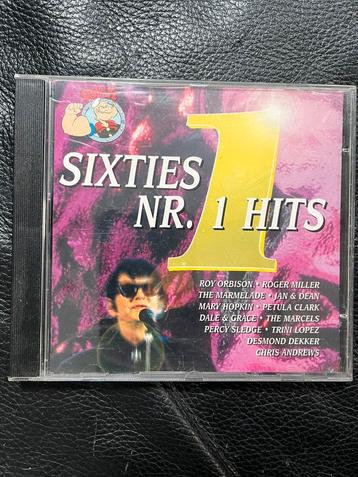 1
SIXTIES
NR. 1 HITS
ROY ORBISON • ROGER MILLER
THE MARMELADE • JAN & DEAN
MARY HOPKIN • PETULA CLARK
DALE & GRACE • THE MARCELS
PERCY SLEDGE • TRINI LOPEZ
DESMOND DEKKER
CHRIS ANDREWS